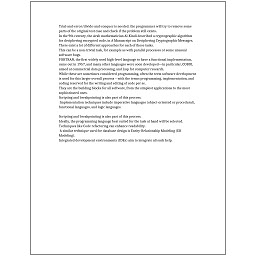 Trial-and-error/divide-and-conquer is needed: the programmer will try to remove some
parts of the original test case and check if the problem still exists.
In the 9th century, the Arab mathematician Al-Kindi described a cryptographic algorithm
for deciphering encrypted code, in A Manuscript on Deciphering Cryptographic Messages.
There exist a lot of different approaches for each of those tasks.
This can be a non-trivial task, for example as with parallel processes or some unusual
software bugs.
FORTRAN, the first widely used high-level language to have a functional implementation,
came out in 1957, and many other languages were soon developed—in particular, COBOL
aimed at commercial data processing, and Lisp for computer research.
While these are sometimes considered programming, often the term software development
is used for this larger overall process – with the terms programming, implementation, and
coding reserved for the writing and editing of code per se.
They are the building blocks for all software, from the simplest applications to the most
sophisticated ones.
Scripting and breakpointing is also part of this process.
Implementation techniques include imperative languages (object-oriented or procedural),
functional languages, and logic languages.
Scripting and breakpointing is also part of this process.
Ideally, the programming language best suited for the task at hand will be selected.
Techniques like Code refactoring can enhance readability.
A similar technique used for database design is Entity-Relationship Modeling (ER
Modeling).
Integrated development environments (IDEs) aim to integrate all such help.